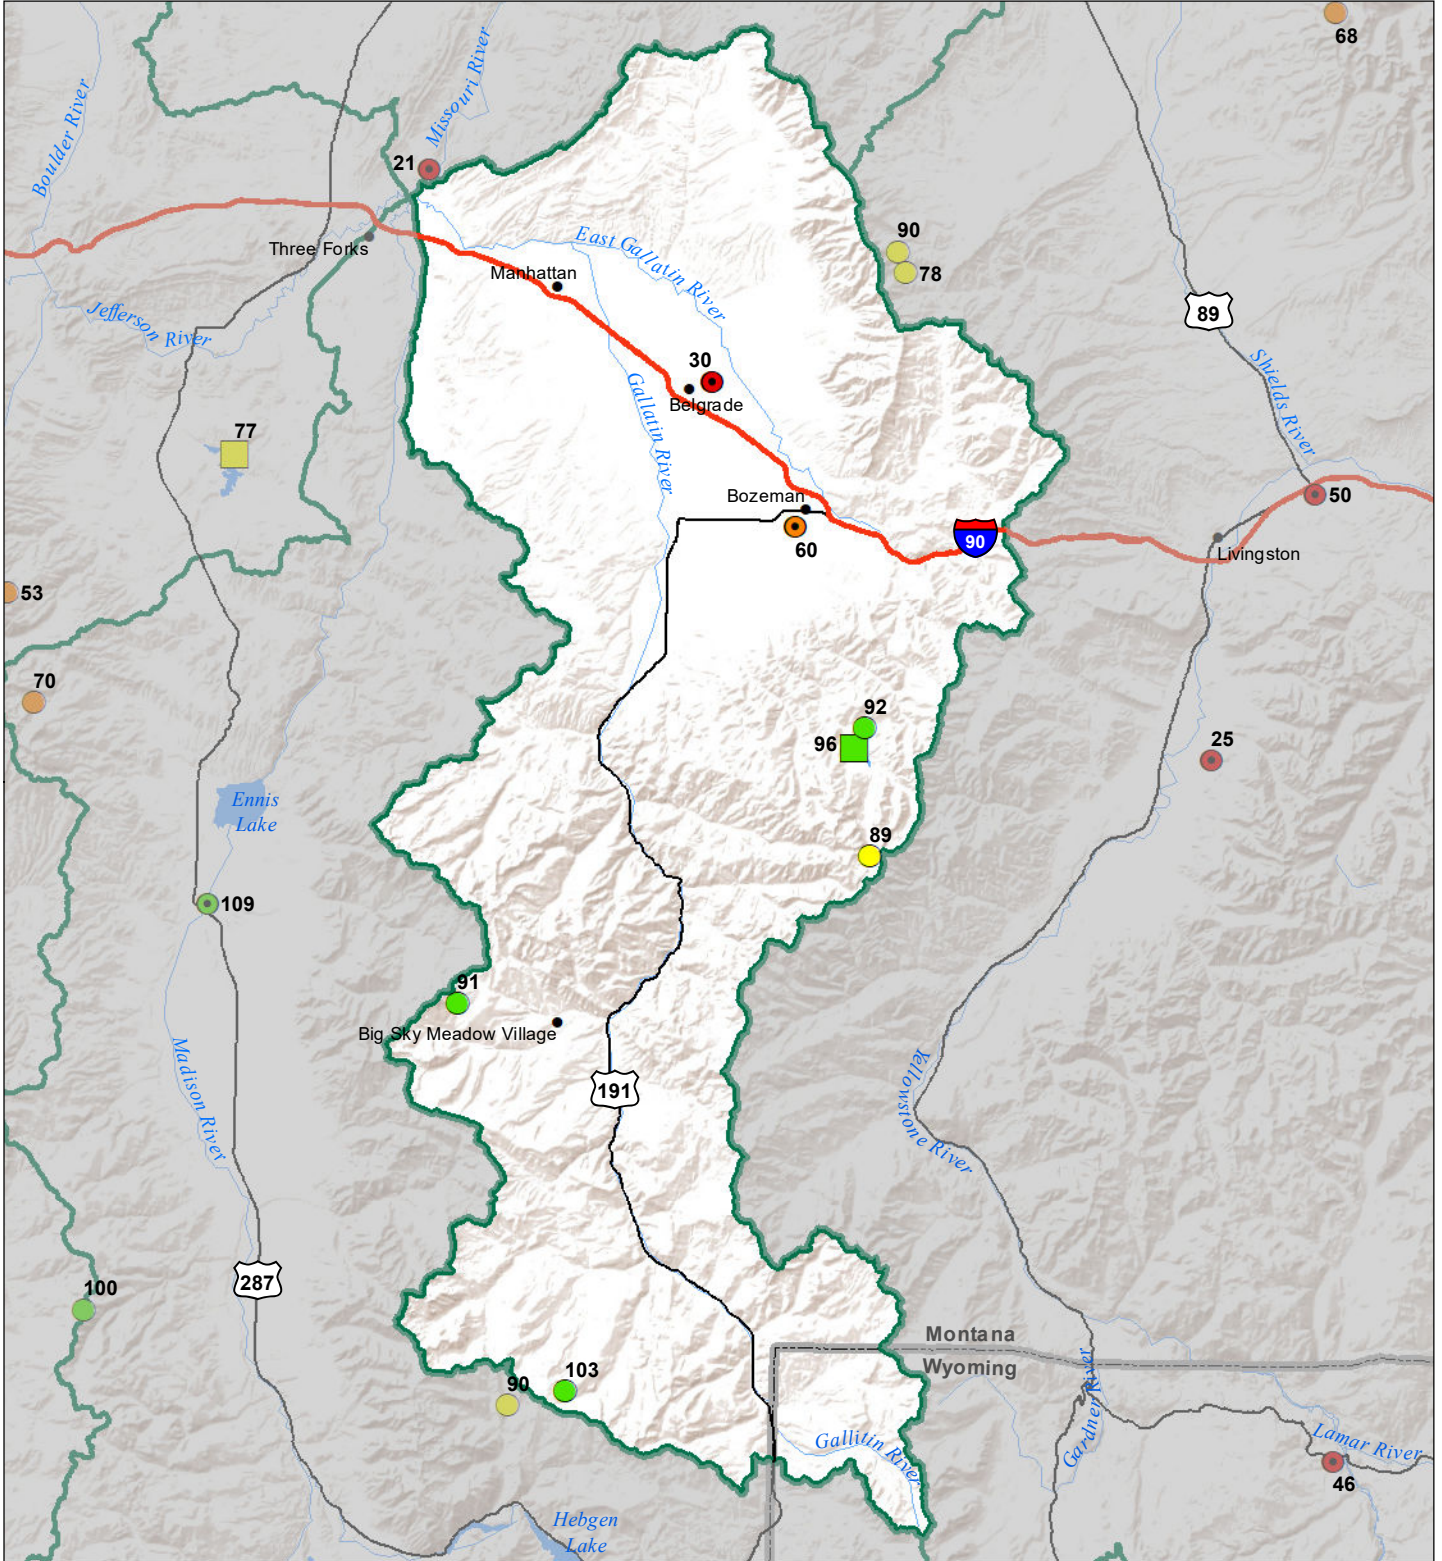 68
Boulder River
Missouri River
21
Three Forks
Manhattan
East Gallatin River
90
78
89
Jefferson River
30
Belgrade
Gallatin River
Shields River
77
Bozeman
60
90
50
Livingston
53
70
92
96
25
Ennis
Lake
89
109
91
Big Sky Meadow Village
Madison River
191
Yellowstone River
287
100
Montana
Wyoming
90
103
Gardner River
Gallitin River
Lamar River
46
Hebgen
Lake